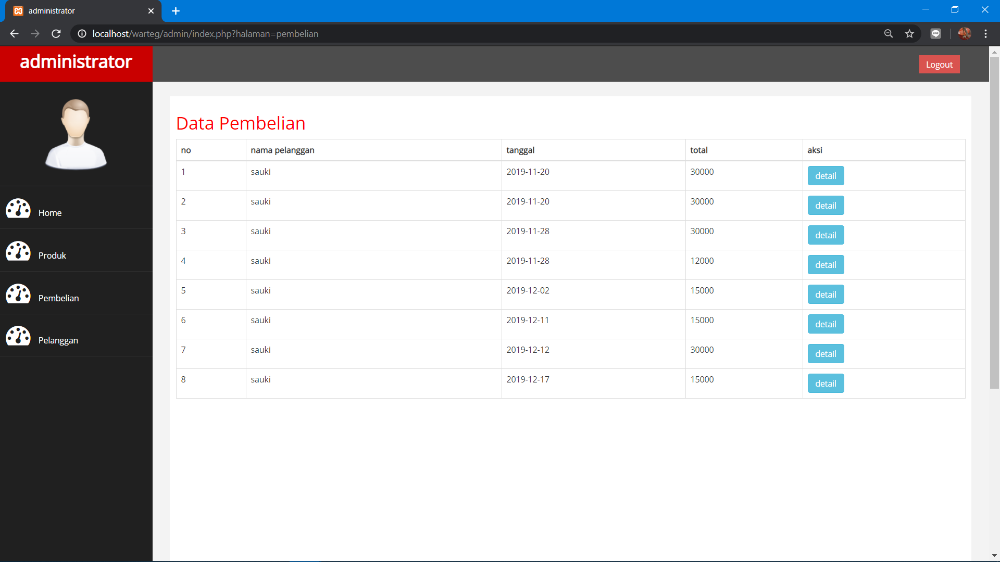 administrator
localhost/warteg/admin/index.php?halaman=pembelian
administrator
Logout
Home
Produk
Pembelian
Pelanggan
Data Pembelian
no nama pelanggan tanggal total aksi
1 sauki 2019-11-20 30000 detail
2 sauki 2019-11-20 30000 detail
3 sauki 2019-11-28 30000 detail
4 sauki 2019-11-28 12000 detail
5 sauki 2019-12-02 15000 detail
6 sauki 2019-12-11 15000 detail
7 sauki 2019-12-12 30000 detail
8 sauki 2019-12-17 15000 detail